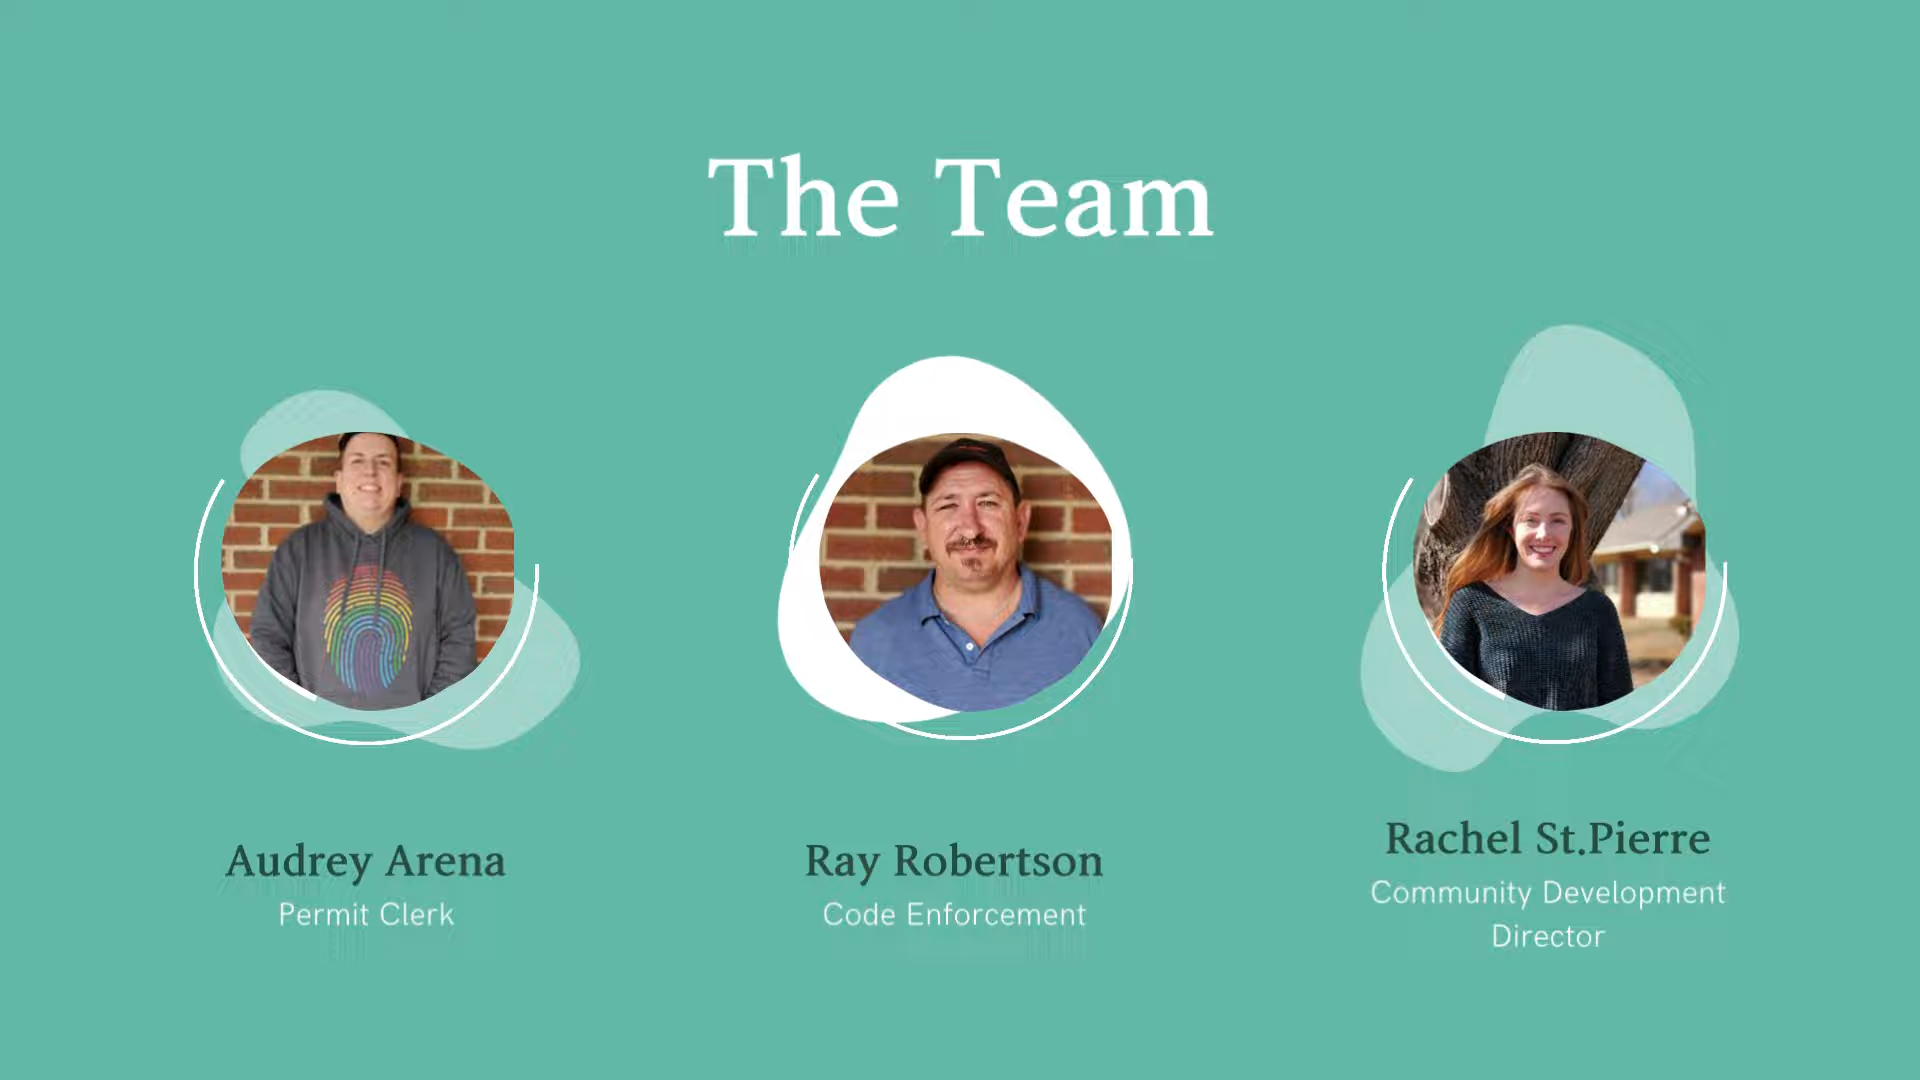 The Team
Audrey Arena
Permit Clerk
Ray Robertson
Code Enforcement
Rachel St.Pierre
Community Development
Director